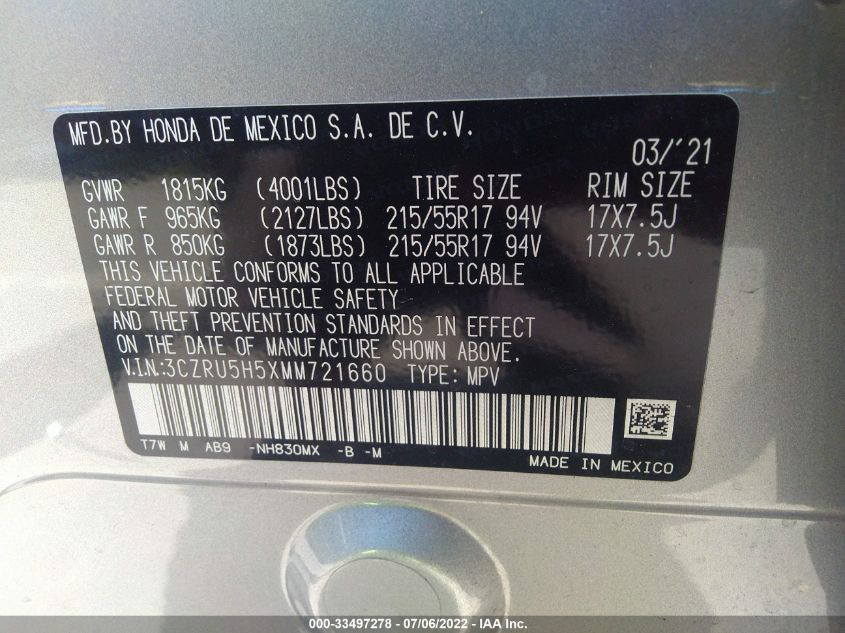 MFD.BY HONDA DE MEXICO S.A. DE C.V.
03/'21
GVWR 1815KG (4001LBS) TIRE SIZE RIM SIZE
GAWR F 965KG (2127LBS) 215/55R17 94V 17X7.5J
GAWR R 850KG (1873LBS) 215/55R17 94V 17X7.5J
THIS VEHICLE CONFORMS TO ALL APPLICABLE
FEDERAL MOTOR VEHICLE SAFETY
AND THEFT PREVENTION STANDARDS IN EFFECT
ON THE DATE OF MANUFACTURE SHOWN ABOVE.
V.I.N.:3CZRU5H5XMM721660 TYPE: MPV
T7W M AB9 -NH830MX -B -M
MADE IN MEXICO
000-33497278 - 07/06/2022 - IAA Inc.